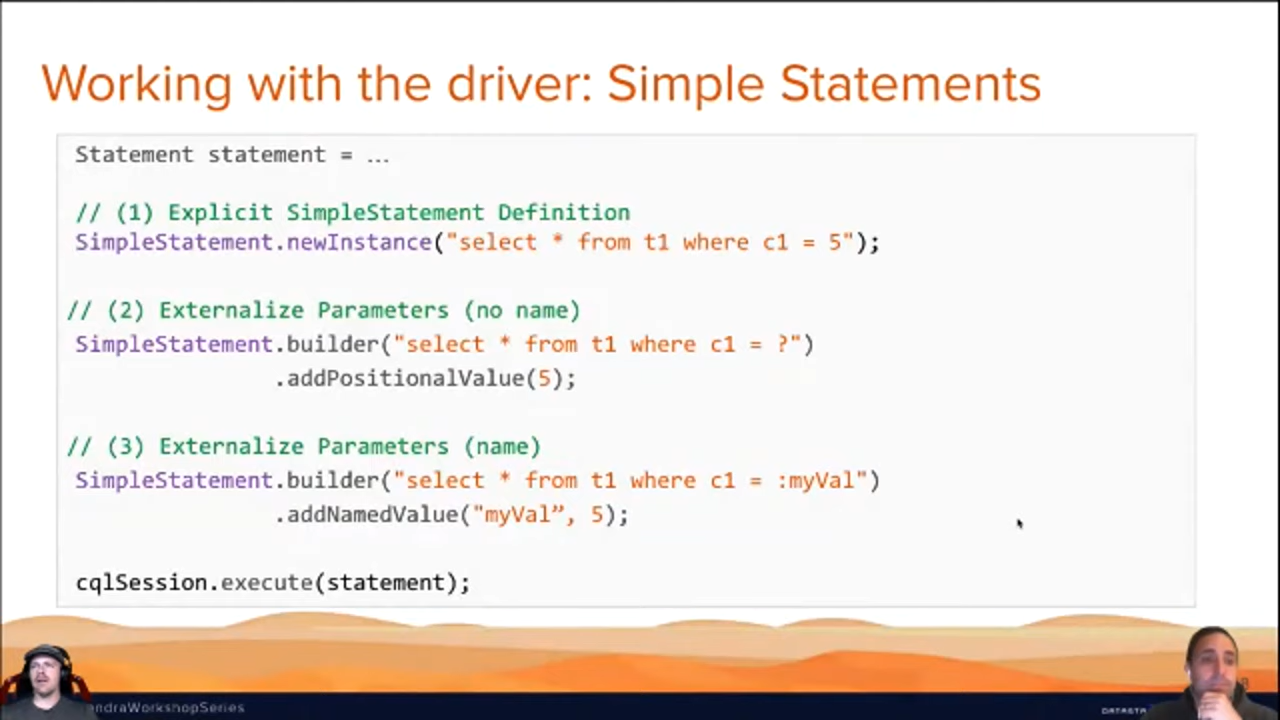 Working with the driver: Simple Statements
Statement statement = …
// (1) Explicit SimpleStatement Definition
SimpleStatement.newInstance("select * from t1 where c1 = 5");
// (2) Externalize Parameters (no name)
SimpleStatement.builder("select * from t1 where c1 = ?")
.addPositionalValue(5);
// (3) Externalize Parameters (name)
SimpleStatement.builder("select * from t1 where c1 = :myVal")
.addNamedValue("myVal”, 5);
cqlSession.execute(statement);
endraWorkshopSeries
DATASTA